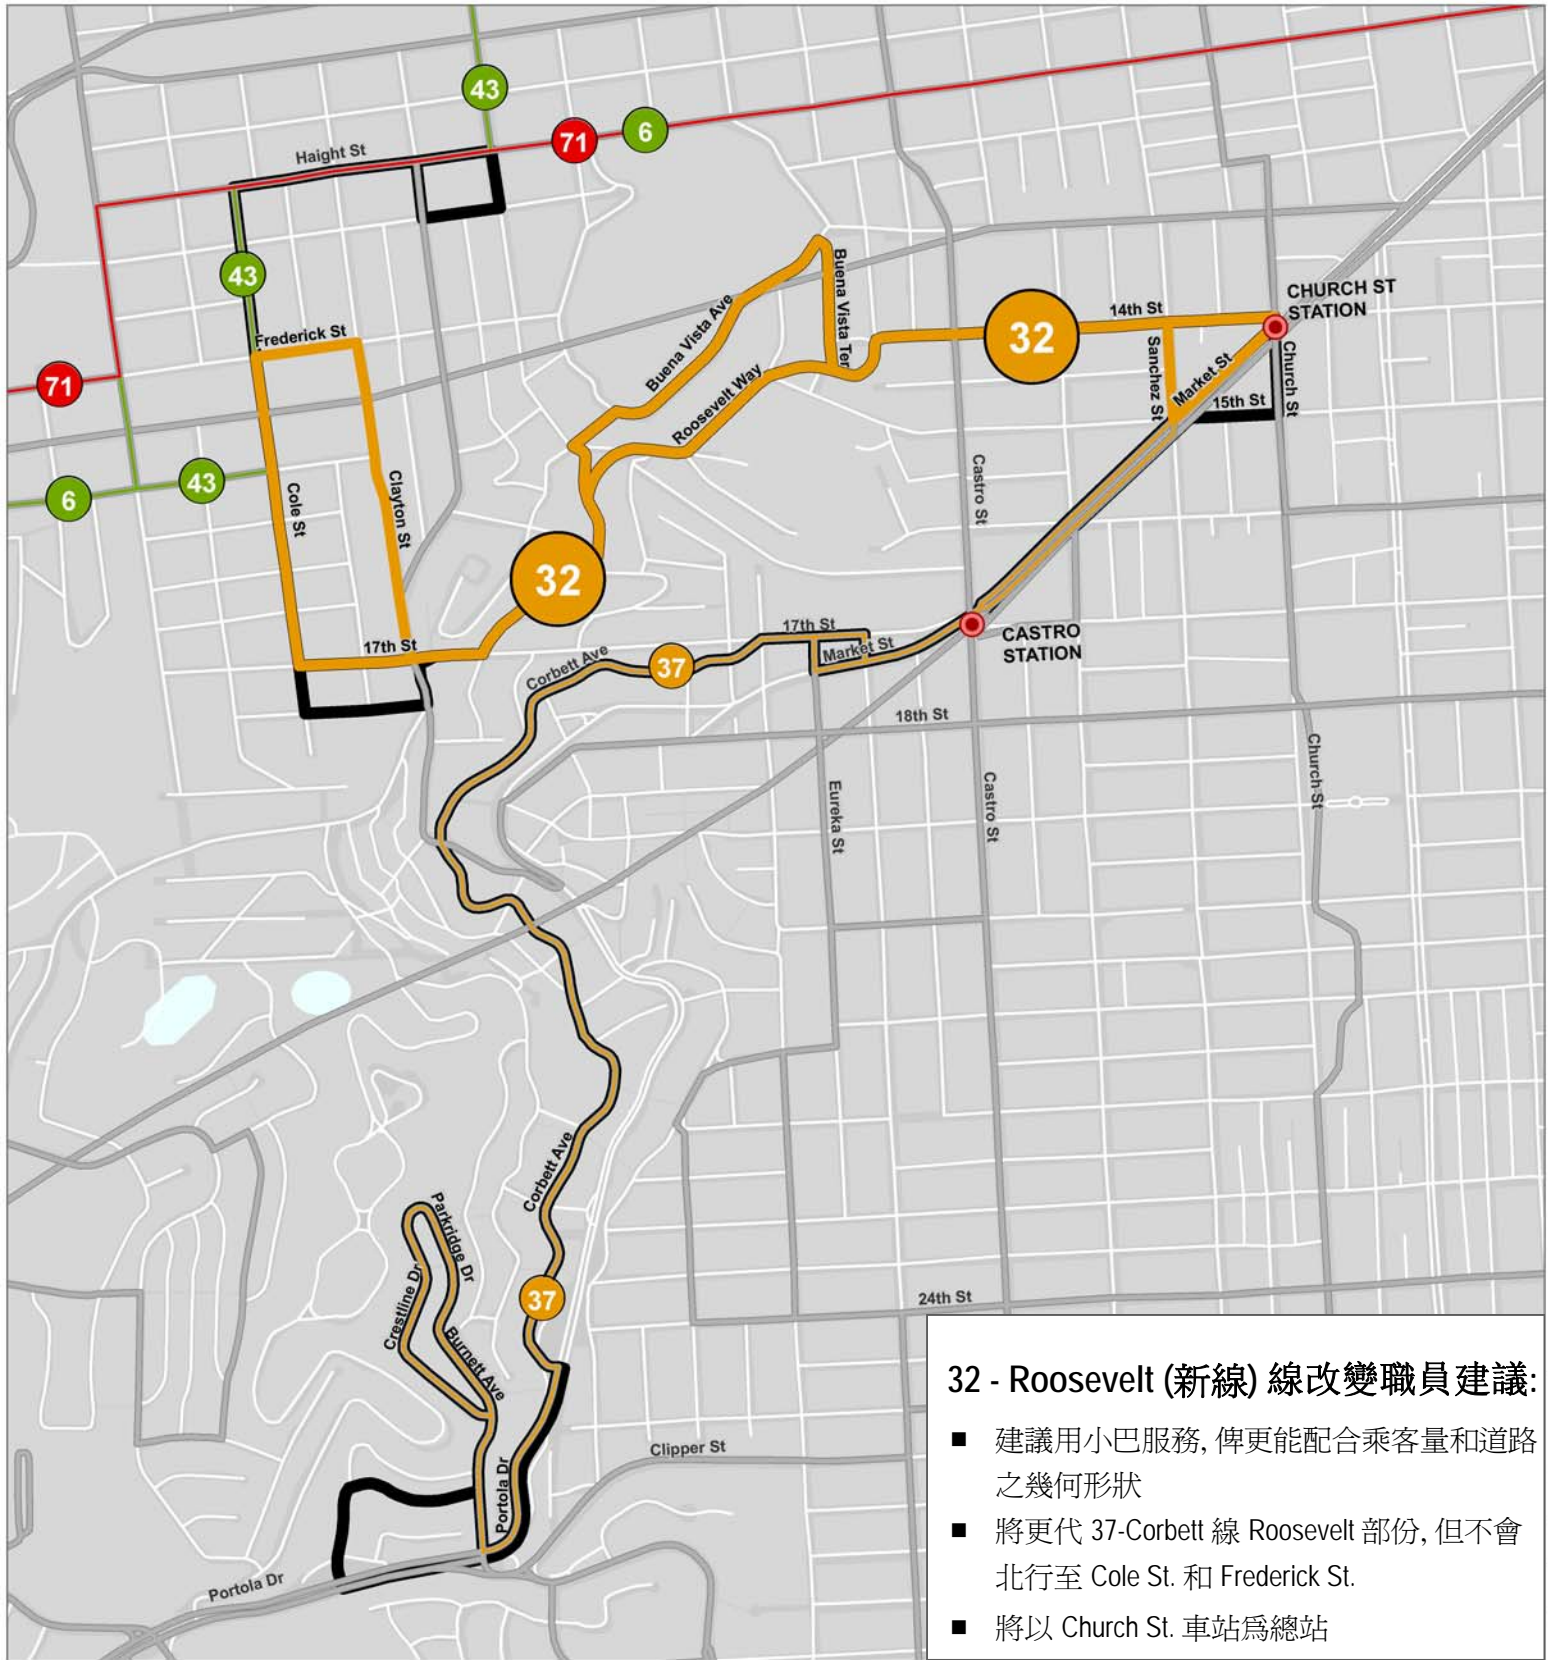 43
71
6
Haight St
43
Buena Vista Ter
CHURCH ST
STATION
Buena Vista Ave
14th St
32
Frederick St
Sanchez St
Market St
Church St
71
Roosevelt Way
15th St
6
43
Cole St
Clayton St
Castro St
32
17th St
17th St
Market St
CASTRO
STATION
Corbett Ave
37
18th St
Church St
Eureka St
Castro St
Corbett Ave
Parkridge Dr
Crestline Dr
37
24th St
Burnett Ave
Clipper St
Portola Dr
Portola Dr
32 - Roosevelt (新線) 線改變職員建議:
■ 建議用小巴服務, 俾更能配合乘客量和道路
之幾何形狀
■ 將更代 37-Corbett 線 Roosevelt 部份, 但不會
北行至 Cole St. 和 Frederick St.
■ 將以 Church St. 車站爲總站